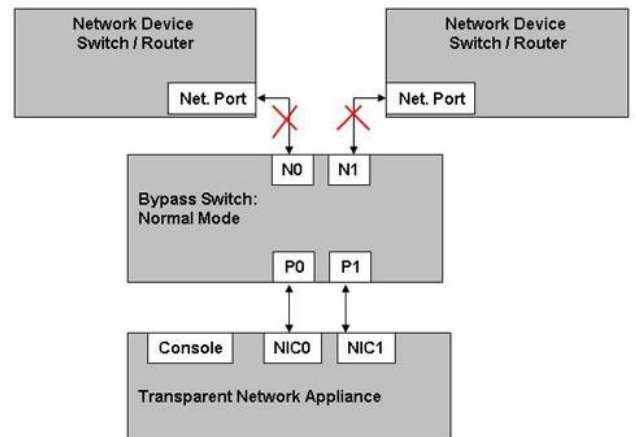 Network Device
Switch / Router
Network Device
Switch / Router
Net. Port
Net. Port
N0
N1
Bypass Switch:
Normal Mode
P0
P1
Console
NIC0
NIC1
Transparent Network Appliance